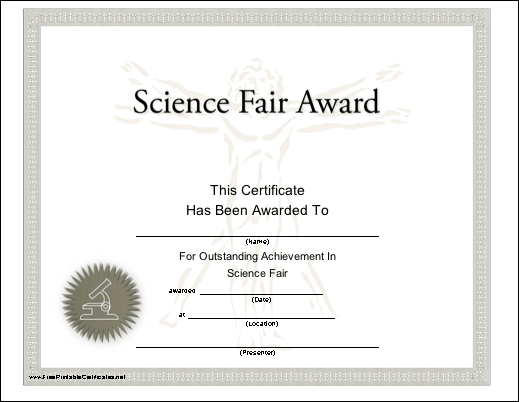 Science Fair Award
This Certificate
Has Been Awarded To
(Name)
For Outstanding Achievement In
Science Fair
awarded
(Date)
at
(Location)
(Presenter)
www.FreePrintableCertificates.net